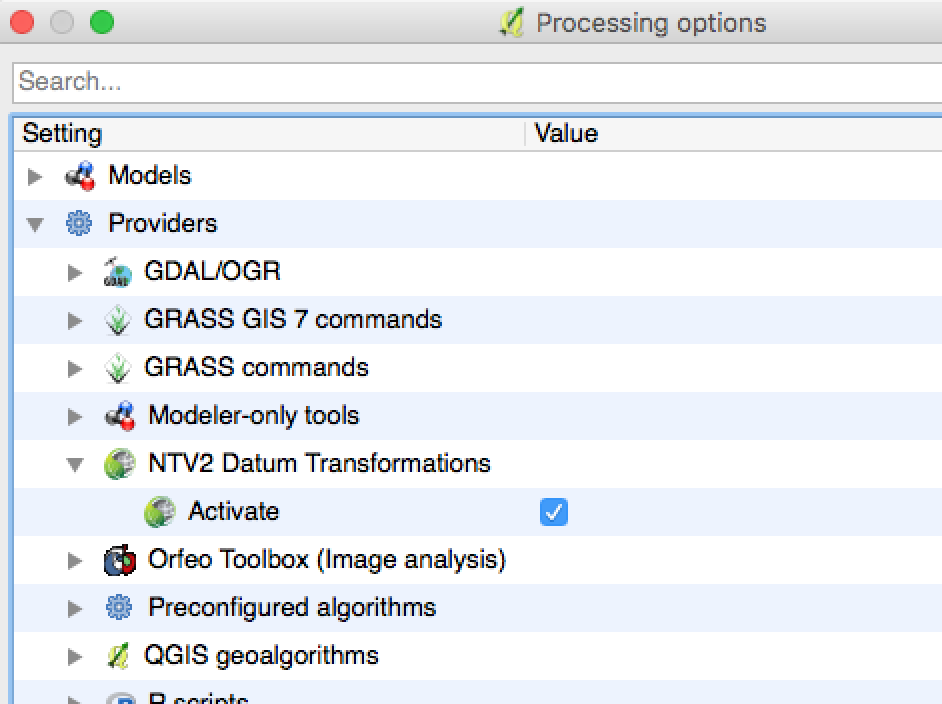 Processing options
Search...
Setting Value
Models
Providers
GDAL/OGR
GRASS GIS 7 commands
GRASS commands
Modeler-only tools
NTV2 Datum Transformations
Activate
Orfeo Toolbox (Image analysis)
Preconfigured algorithms
QGIS geoalgorithms
R scripts